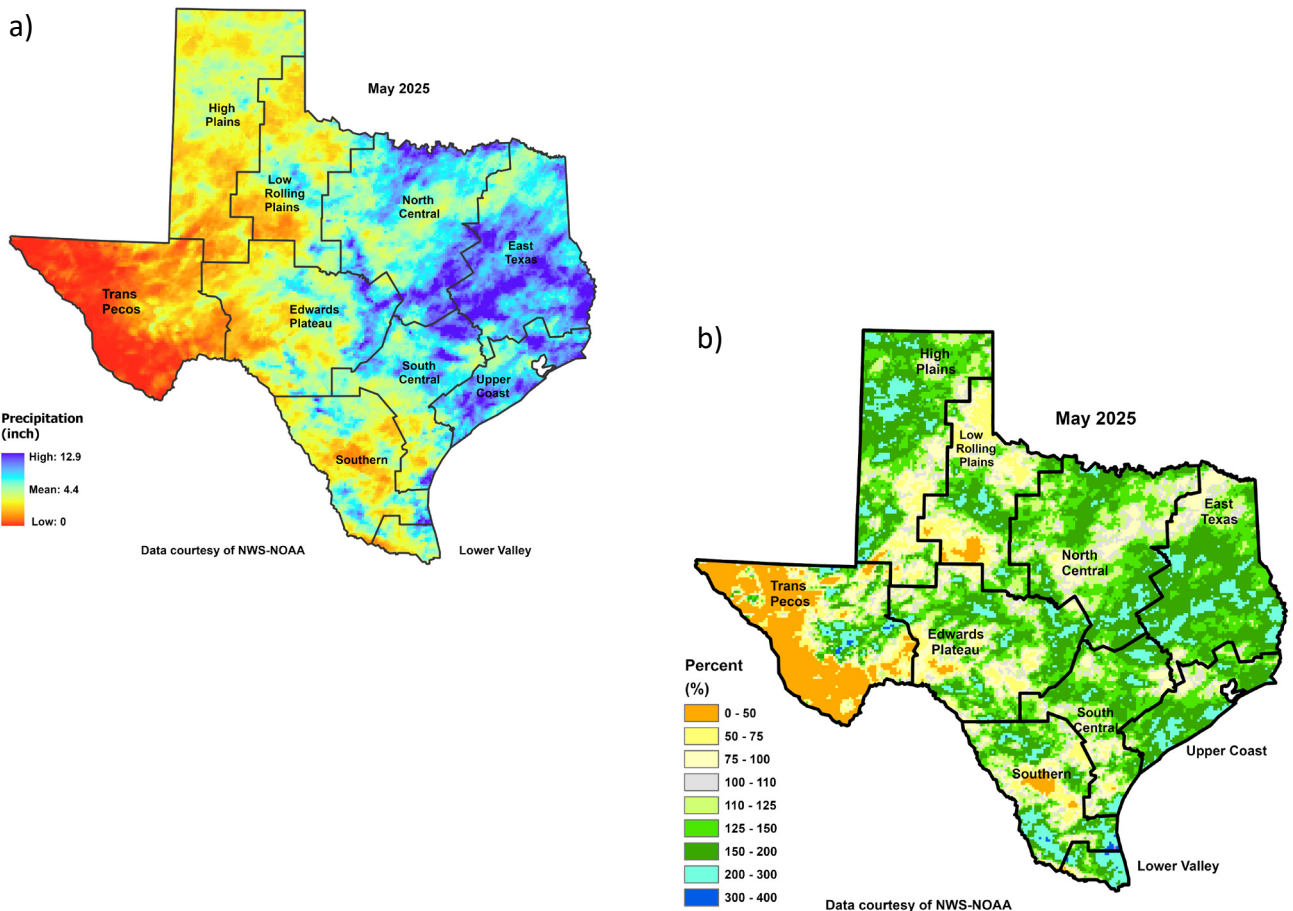 a)
May 2025
High
Plains
Low
Rolling
Plains
North
Central
East
Texas
Trans
Pecos
Edwards
Plateau
South
Central
Upper
Coast
Southern
Lower Valley
Precipitation
(inch)
High: 12.9
Mean: 4.4
Low: 0
Data courtesy of NWS-NOAA
b)
May 2025
High
Plains
Low
Rolling
Plains
East
Texas
North
Central
Trans
Pecos
Edwards
Plateau
South
Central
Upper Coast
Southern
Lower Valley
Percent
(%)
0 - 50
50 - 75
75 - 100
100 - 110
110 - 125
125 - 150
150 - 200
200 - 300
300 - 400
Data courtesy of NWS-NOAA